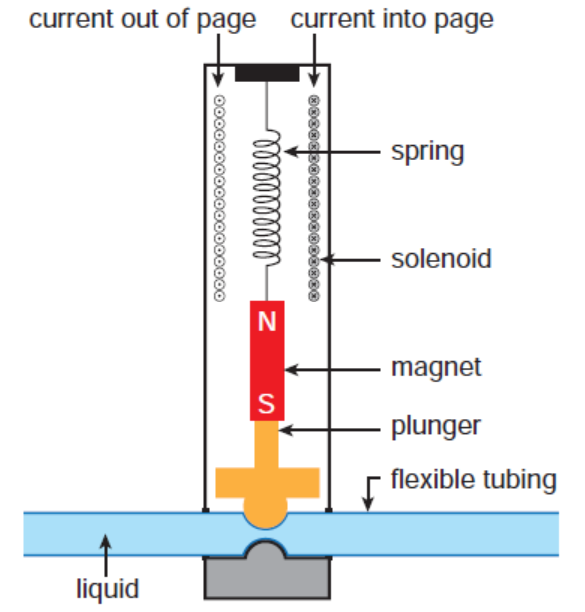 current out of page
current into page
spring
solenoid
N
magnet
S
plunger
flexible tubing
liquid